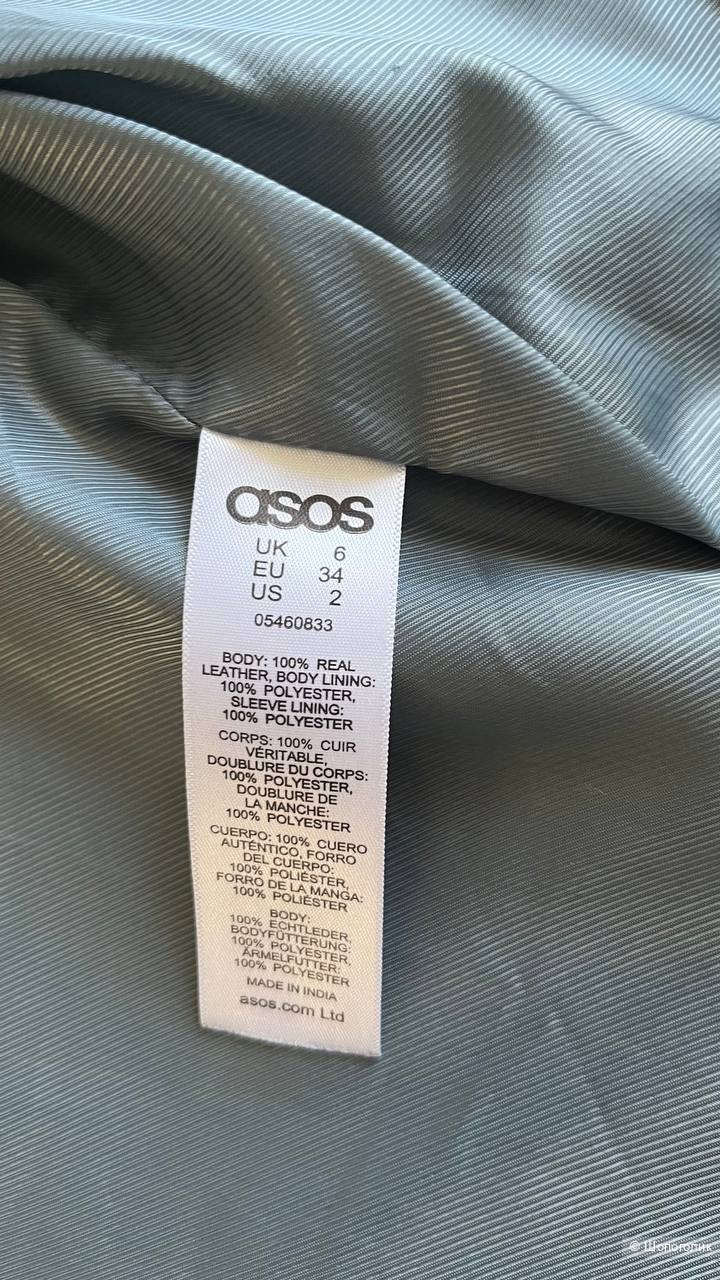 asos
UK 6
EU 34
US 2
05460833
BODY: 100% REAL
LEATHER, BODY LINING:
100% POLYESTER,
SLEEVE LINING:
100% POLYESTER
CORPS: 100% CUIR
VÉRITABLE,
DOUBLURE DU CORPS:
100% POLYESTER,
DOUBLURE DE
LA MANCHE:
100% POLYESTER
CUERPO: 100% CUERO
AUTÉNTICO, FORRO
DEL CUERPO:
100% POLIÉSTER,
FORRO DE LA MANGA:
100% POLIÉSTER
BODY:
100% ECHTLEDER,
BODYFÜTTERUNG:
100% POLYESTER,
ÄRMELFUTTER:
100% POLYESTER
MADE IN INDIA
asos.com Ltd
© Шопоголик